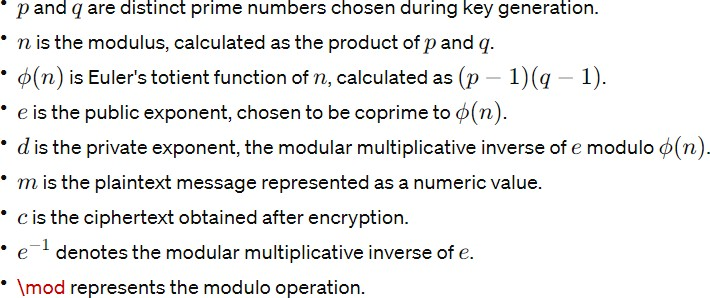 • p and q are distinct prime numbers chosen during key generation.
• n is the modulus, calculated as the product of p and q.
• ϕ(n) is Euler's totient function of n, calculated as (p − 1)(q − 1).
• e is the public exponent, chosen to be coprime to ϕ(n).
• d is the private exponent, the modular multiplicative inverse of e modulo ϕ(n).
• m is the plaintext message represented as a numeric value.
• c is the ciphertext obtained after encryption.
• e⁻¹ denotes the modular multiplicative inverse of e.
• \mod represents the modulo operation.